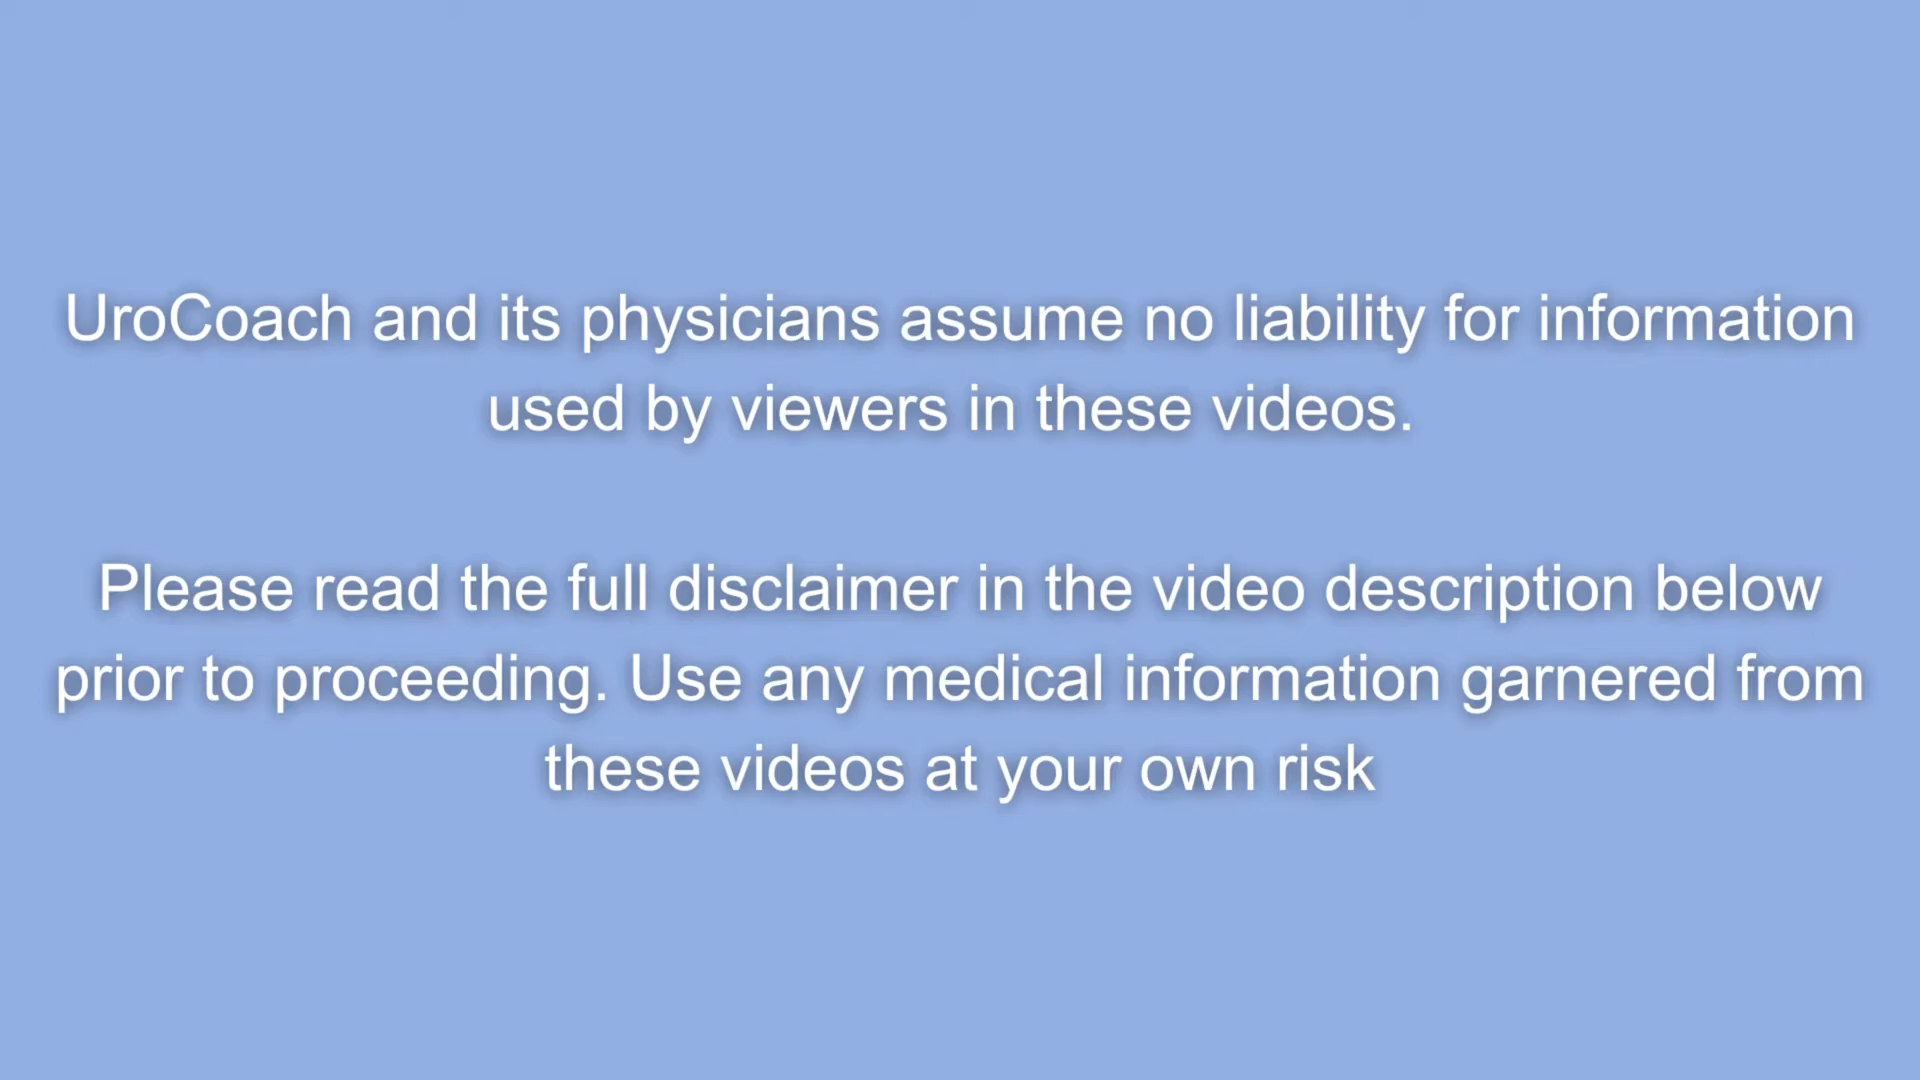 UroCoach and its physicians assume no liability for information
used by viewers in these videos.
Please read the full disclaimer in the video description below
prior to proceeding. Use any medical information garnered from
these videos at your own risk